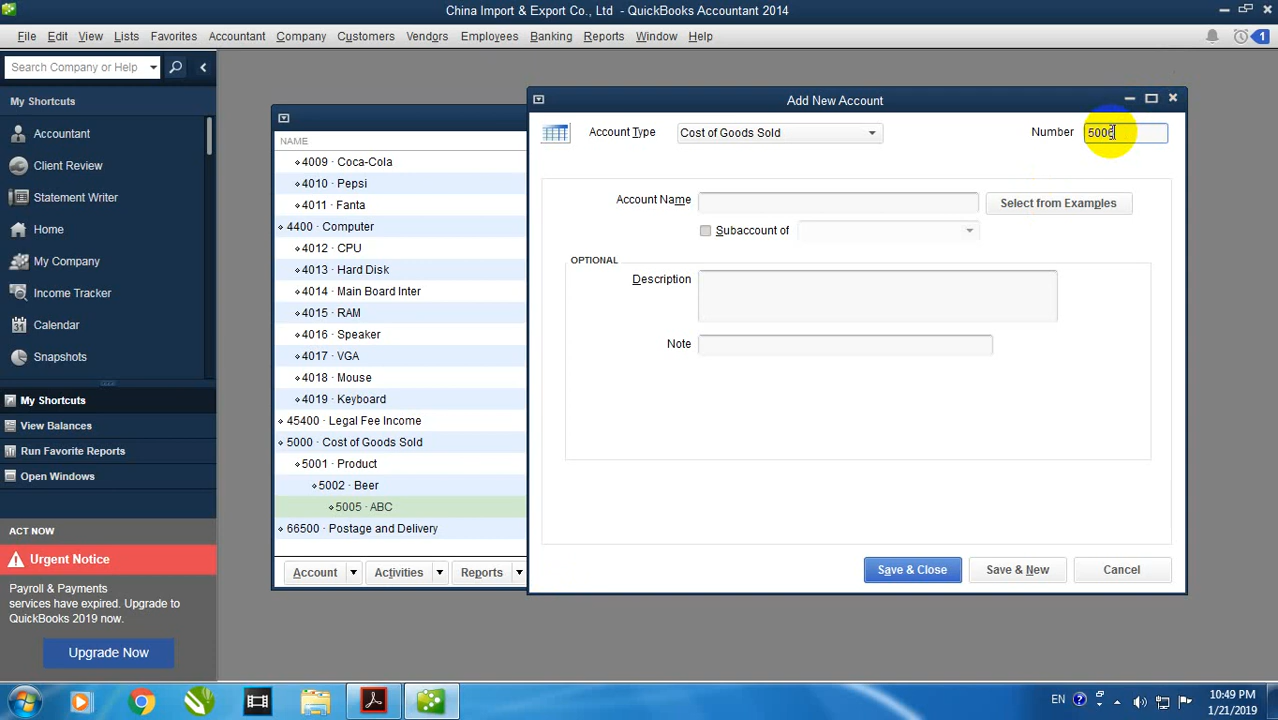 China Import & Export Co., Ltd - QuickBooks Accountant 2014
File Edit View Lists Favorites Accountant Company Customers Vendors Employees Banking Reports Window Help
1
Search Company or Help
My Shortcuts
Accountant
Client Review
Statement Writer
Home
My Company
Income Tracker
Calendar
Snapshots
My Shortcuts
View Balances
Run Favorite Reports
Open Windows
ACT NOW
Urgent Notice
Payroll & Payments
services have expired. Upgrade to
QuickBooks 2019 now.
Upgrade Now
NAME
4009 · Coca-Cola
4010 · Pepsi
4011 · Fanta
4400 · Computer
4012 · CPU
4013 · Hard Disk
4014 · Main Board Inter
4015 · RAM
4016 · Speaker
4017 · VGA
4018 · Mouse
4019 · Keyboard
45400 · Legal Fee Income
5000 · Cost of Goods Sold
5001 · Product
5002 · Beer
5005 · ABC
66500 · Postage and Delivery
Account Activities Reports
Add New Account
Account Type Cost of Goods Sold Number 5006
Account Name Select from Examples
Subaccount of
OPTIONAL
Description
Note
Save & Close Save & New Cancel
EN 10:49 PM
1/21/2019